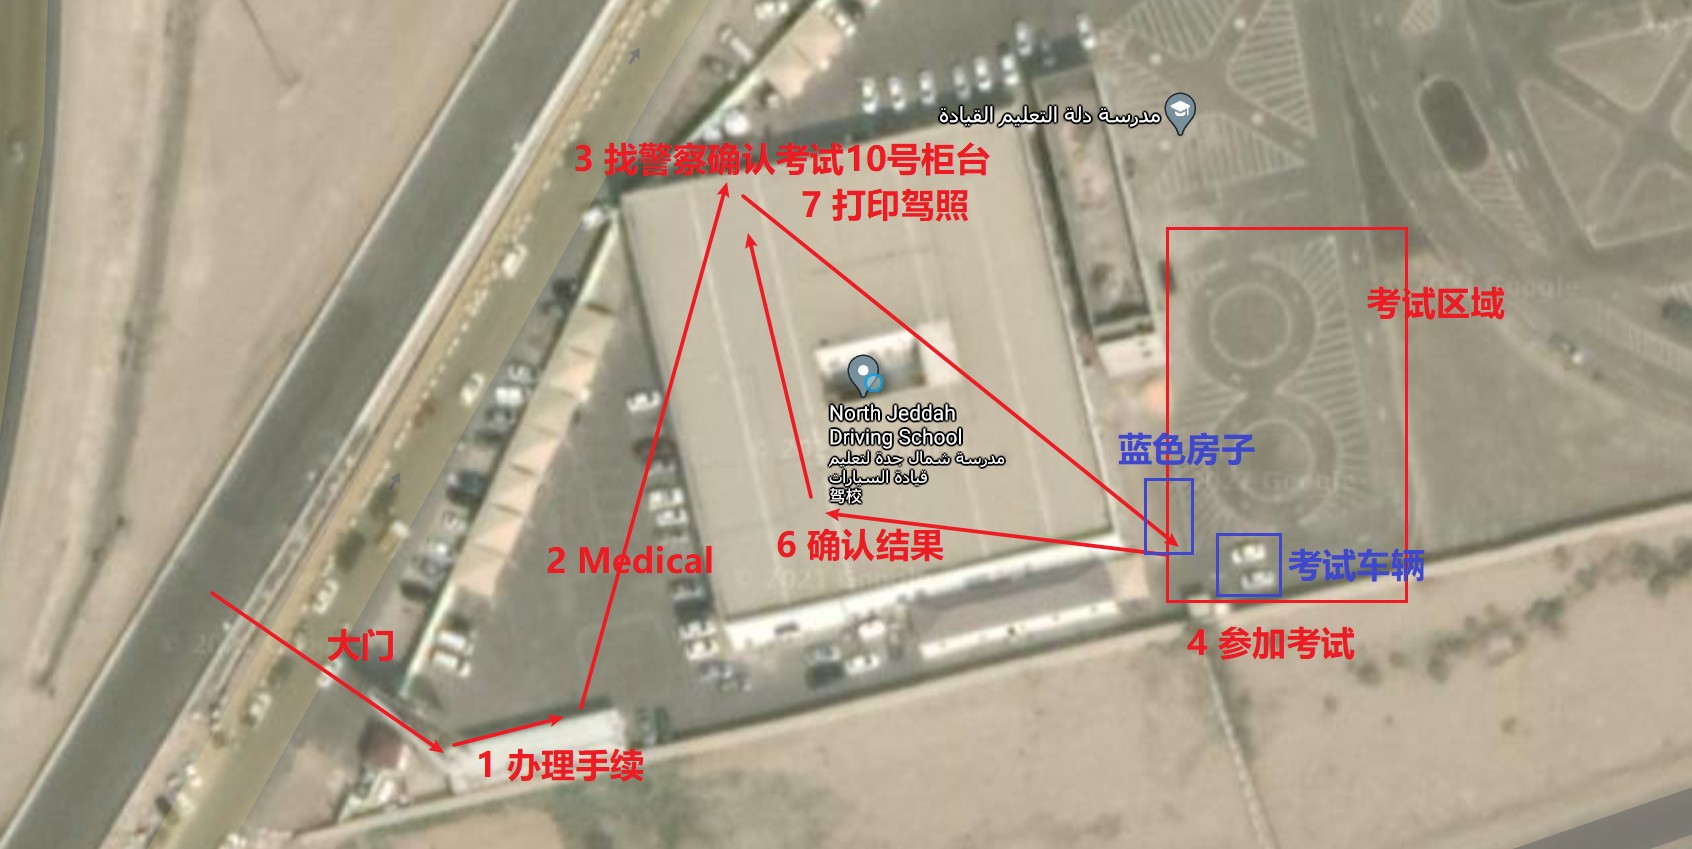 مدرسة دلة التعليم القيادة
3 找警察确认考试10号柜台
7 打印驾照
考试区域
North Jeddah
Driving School
مدرسة شمال جدة لتعليم
قيادة السيارات
驾校
蓝色房子
6 确认结果
2 Medical
考试车辆
大门
4 参加考试
1 办理手续